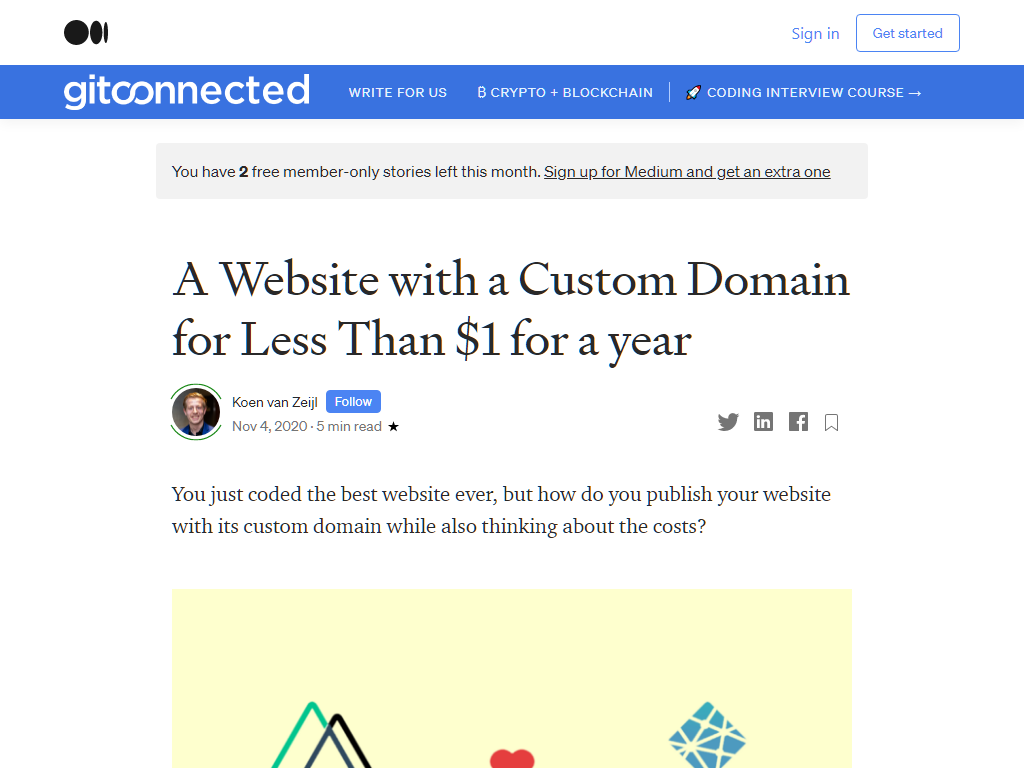 Sign in
Get started
gitconnected
WRITE FOR US
₿ CRYPTO + BLOCKCHAIN
🚀 CODING INTERVIEW COURSE →
You have 2 free member-only stories left this month. Sign up for Medium and get an extra one
A Website with a Custom Domain
for Less Than $1 for a year
Koen van Zeijl
Follow
Nov 4, 2020 · 5 min read ★
in
You just coded the best website ever, but how do you publish your website
with its custom domain while also thinking about the costs?